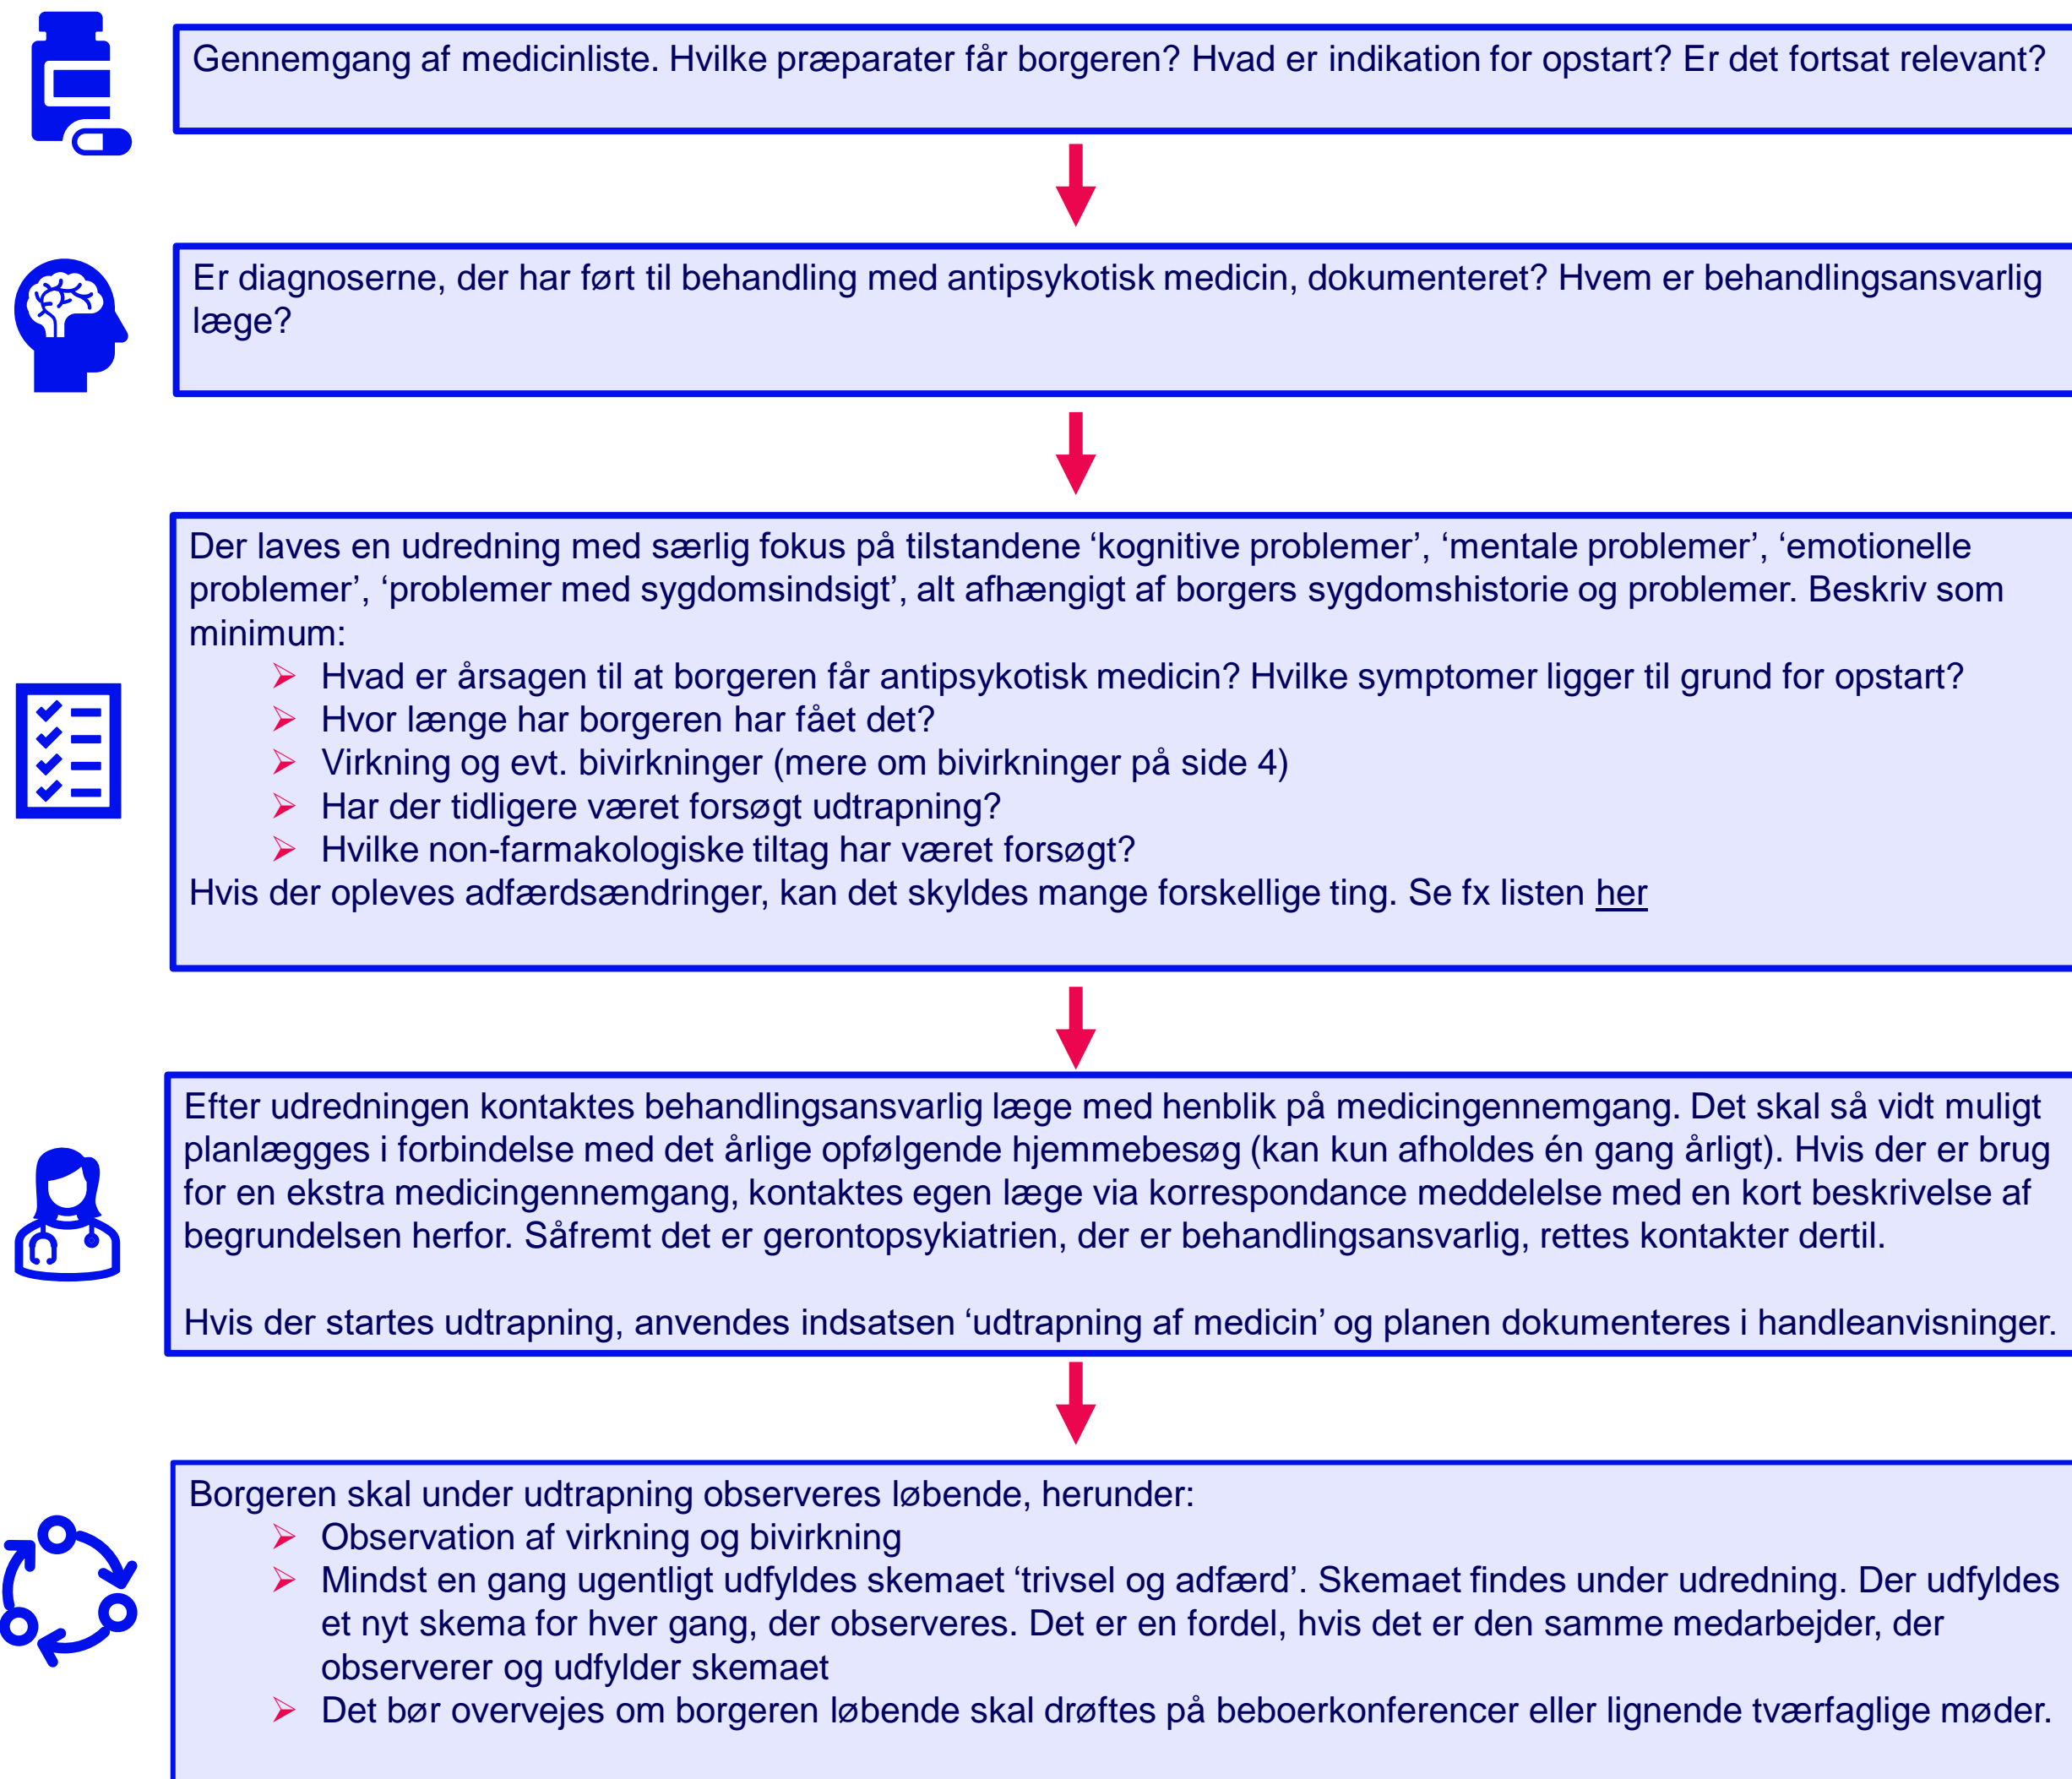 Gennemgang af medicinliste. Hvilke præparater får borgeren? Hvad er indikation for opstart? Er det fortsat relevant?
Er diagnoserne, der har ført til behandling med antipsykotisk medicin, dokumenteret? Hvem er behandlingsansvarlig
læge?
Der laves en udredning med særlig fokus på tilstandene ‘kognitive problemer’, ‘mentale problemer’, ‘emotionelle
problemer’, ‘problemer med sygdomsindsigt’, alt afhængigt af borgers sygdomshistorie og problemer. Beskriv som
minimum:
➢ Hvad er årsagen til at borgeren får antipsykotisk medicin? Hvilke symptomer ligger til grund for opstart?
➢ Hvor længe har borgeren har fået det?
➢ Virkning og evt. bivirkninger (mere om bivirkninger på side 4)
➢ Har der tidligere været forsøgt udtrapning?
➢ Hvilke non-farmakologiske tiltag har været forsøgt?
Hvis der opleves adfærdsændringer, kan det skyldes mange forskellige ting. Se fx listen her
Efter udredningen kontaktes behandlingsansvarlig læge med henblik på medicingennemgang. Det skal så vidt muligt
planlægges i forbindelse med det årlige opfølgende hjemmebesøg (kan kun afholdes én gang årligt). Hvis der er brug
for en ekstra medicingennemgang, kontaktes egen læge via korrespondance meddelelse med en kort beskrivelse af
begrundelsen herfor. Såfremt det er gerontopsykiatrien, der er behandlingsansvarlig, rettes kontakter dertil.
Hvis der startes udtrapning, anvendes indsatsen ‘udtrapning af medicin’ og planen dokumenteres i handleanvisninger.
Borgeren skal under udtrapning observeres løbende, herunder:
➢ Observation af virkning og bivirkning
➢ Mindst en gang ugentligt udfyldes skemaet ‘trivsel og adfærd’. Skemaet findes under udredning. Der udfyldes
et nyt skema for hver gang, der observeres. Det er en fordel, hvis det er den samme medarbejder, der
observerer og udfylder skemaet
➢ Det bør overvejes om borgeren løbende skal drøftes på beboerkonferencer eller lignende tværfaglige møder.